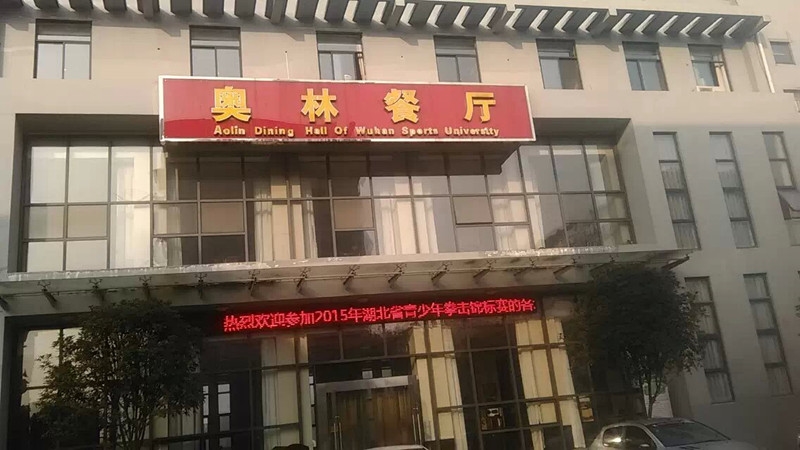 奥林餐厅
Aolin Dining Hall Of Wuhan Sports University
热烈欢迎参加2015年湖北省青少年拳击锦标赛的各